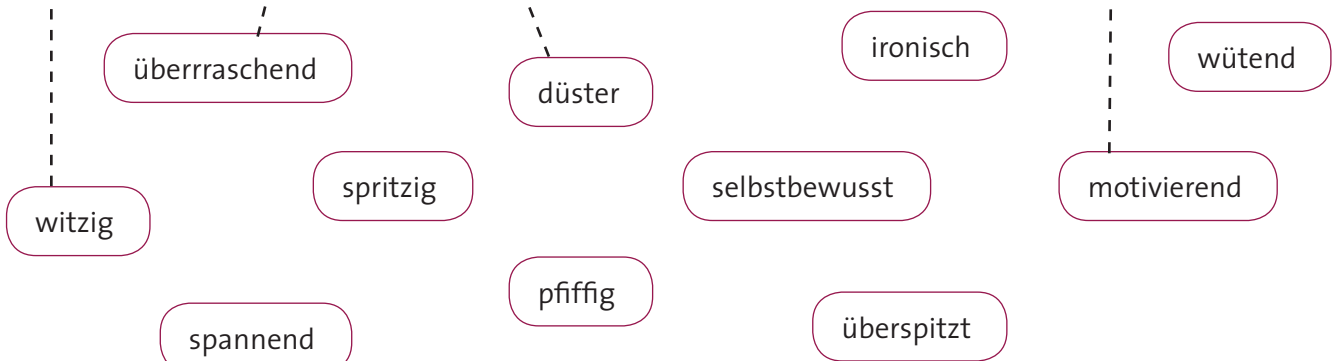 ironisch
wütend
überrraschend
düster
spritzig
selbstbewusst
motivierend
witzig
pfiffig
überspitzt
spannend